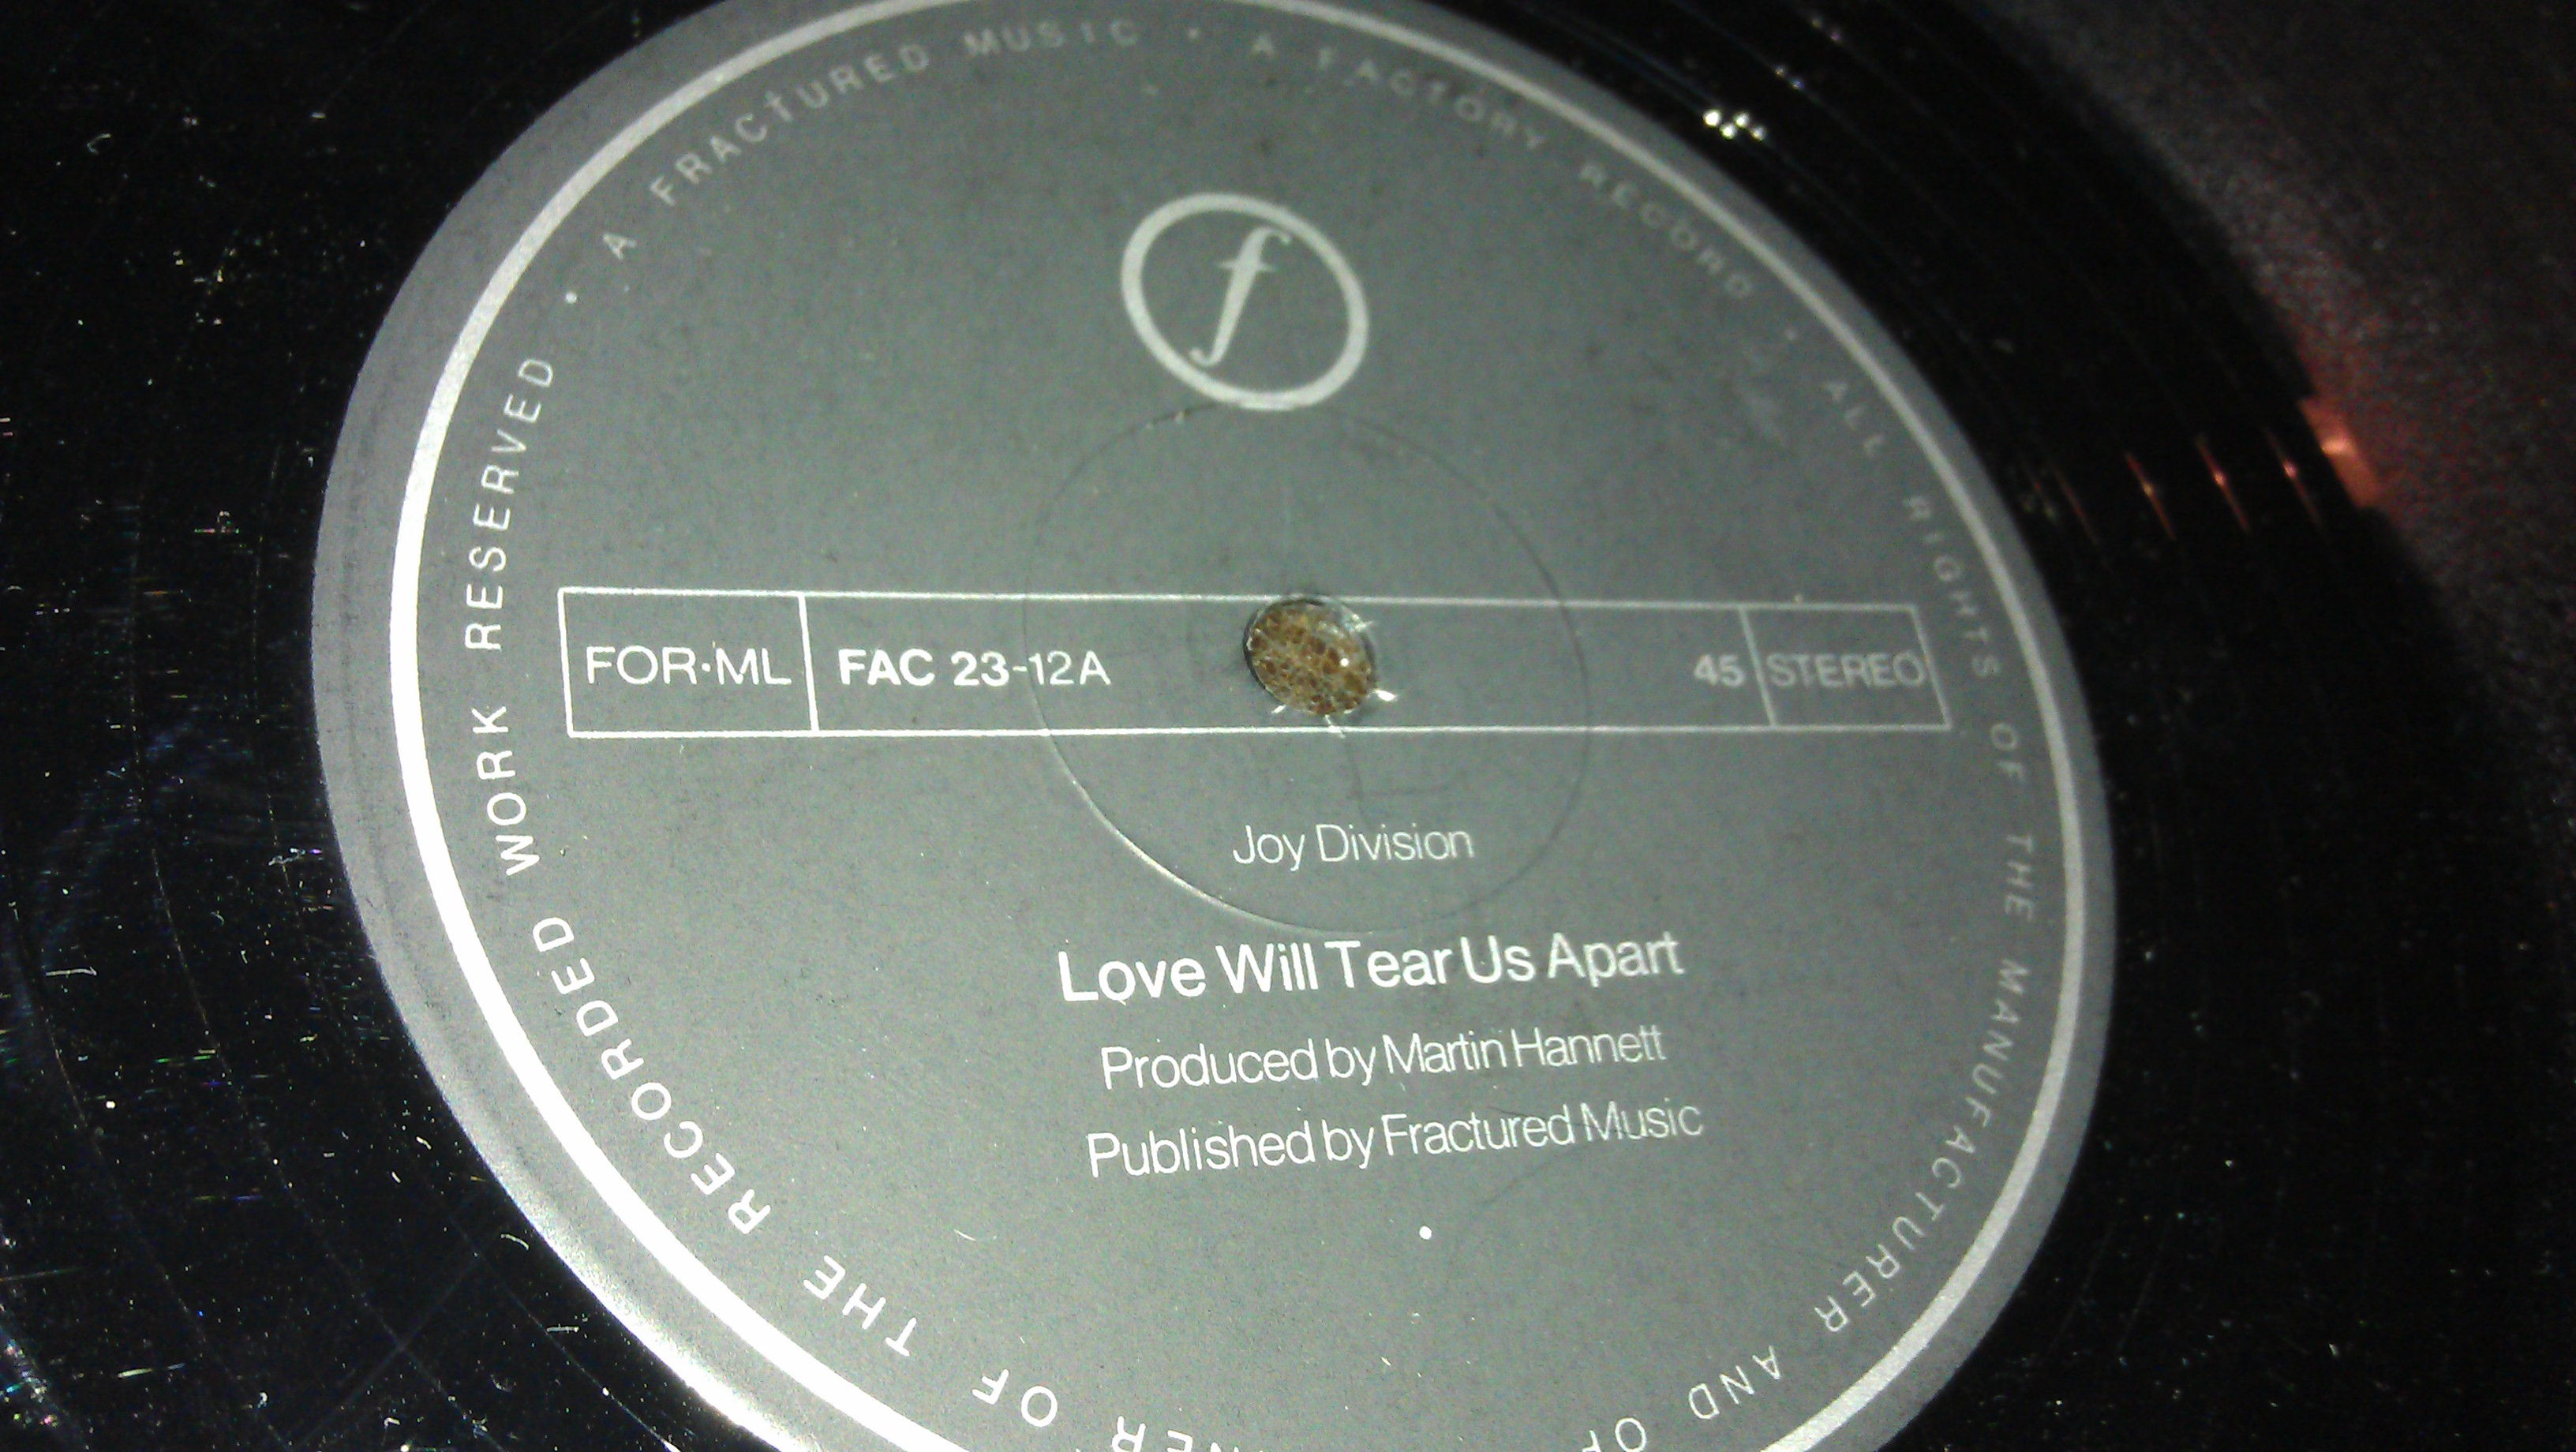 A FRACTURED MUSIC · A FACTORY RECORD · ALL RIGHTS OF THE MANUFACTURER AND OF
OF THE RECORDED WORK RESERVED ·
f
FOR·ML FAC 23-12A 45 STEREO
Joy Division
Love Will Tear Us Apart
Produced by Martin Hannett
Published by Fractured Music